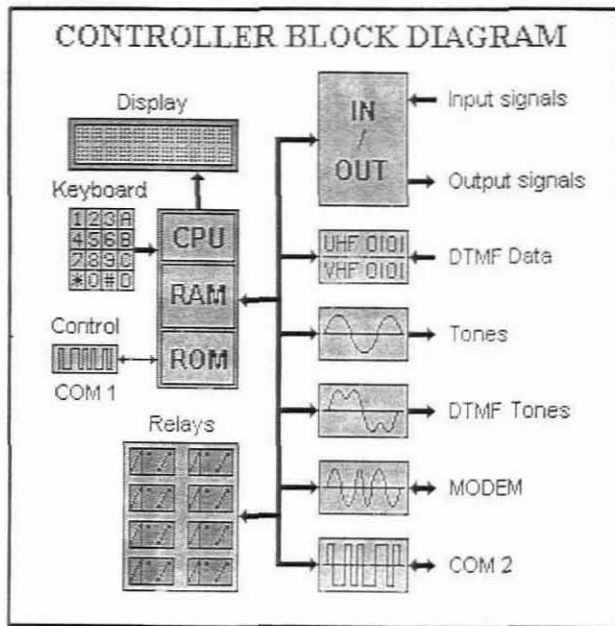 CONTROLLER BLOCK DIAGRAM
Display
Keyboard
1 2 3 A
4 5 6 B
7 8 9 C
* 0 # D
CPU
RAM
ROM
Control
COM 1
Relays
IN
/
OUT
Input signals
Output signals
UHF 0101
VHF 0101
DTMF Data
Tones
DTMF Tones
MODEM
COM 2